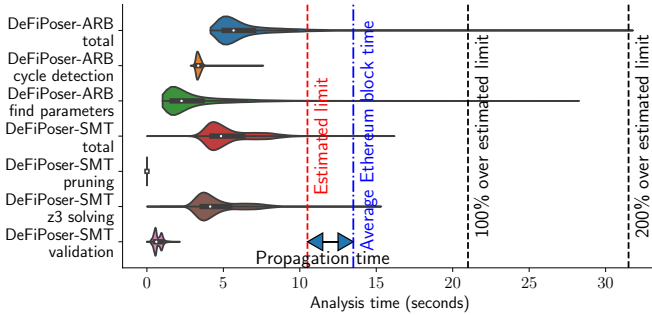 DeFiPoser-ARB
total
DeFiPoser-ARB
cycle detection
DeFiPoser-ARB
find parameters
DeFiPoser-SMT
total
DeFiPoser-SMT
pruning
DeFiPoser-SMT
z3 solving
DeFiPoser-SMT
validation
Estimated limit
Average Ethereum block time
100% over estimated limit
200% over estimated limit
Propagation time
0 5 10 15 20 25 30
Analysis time (seconds)